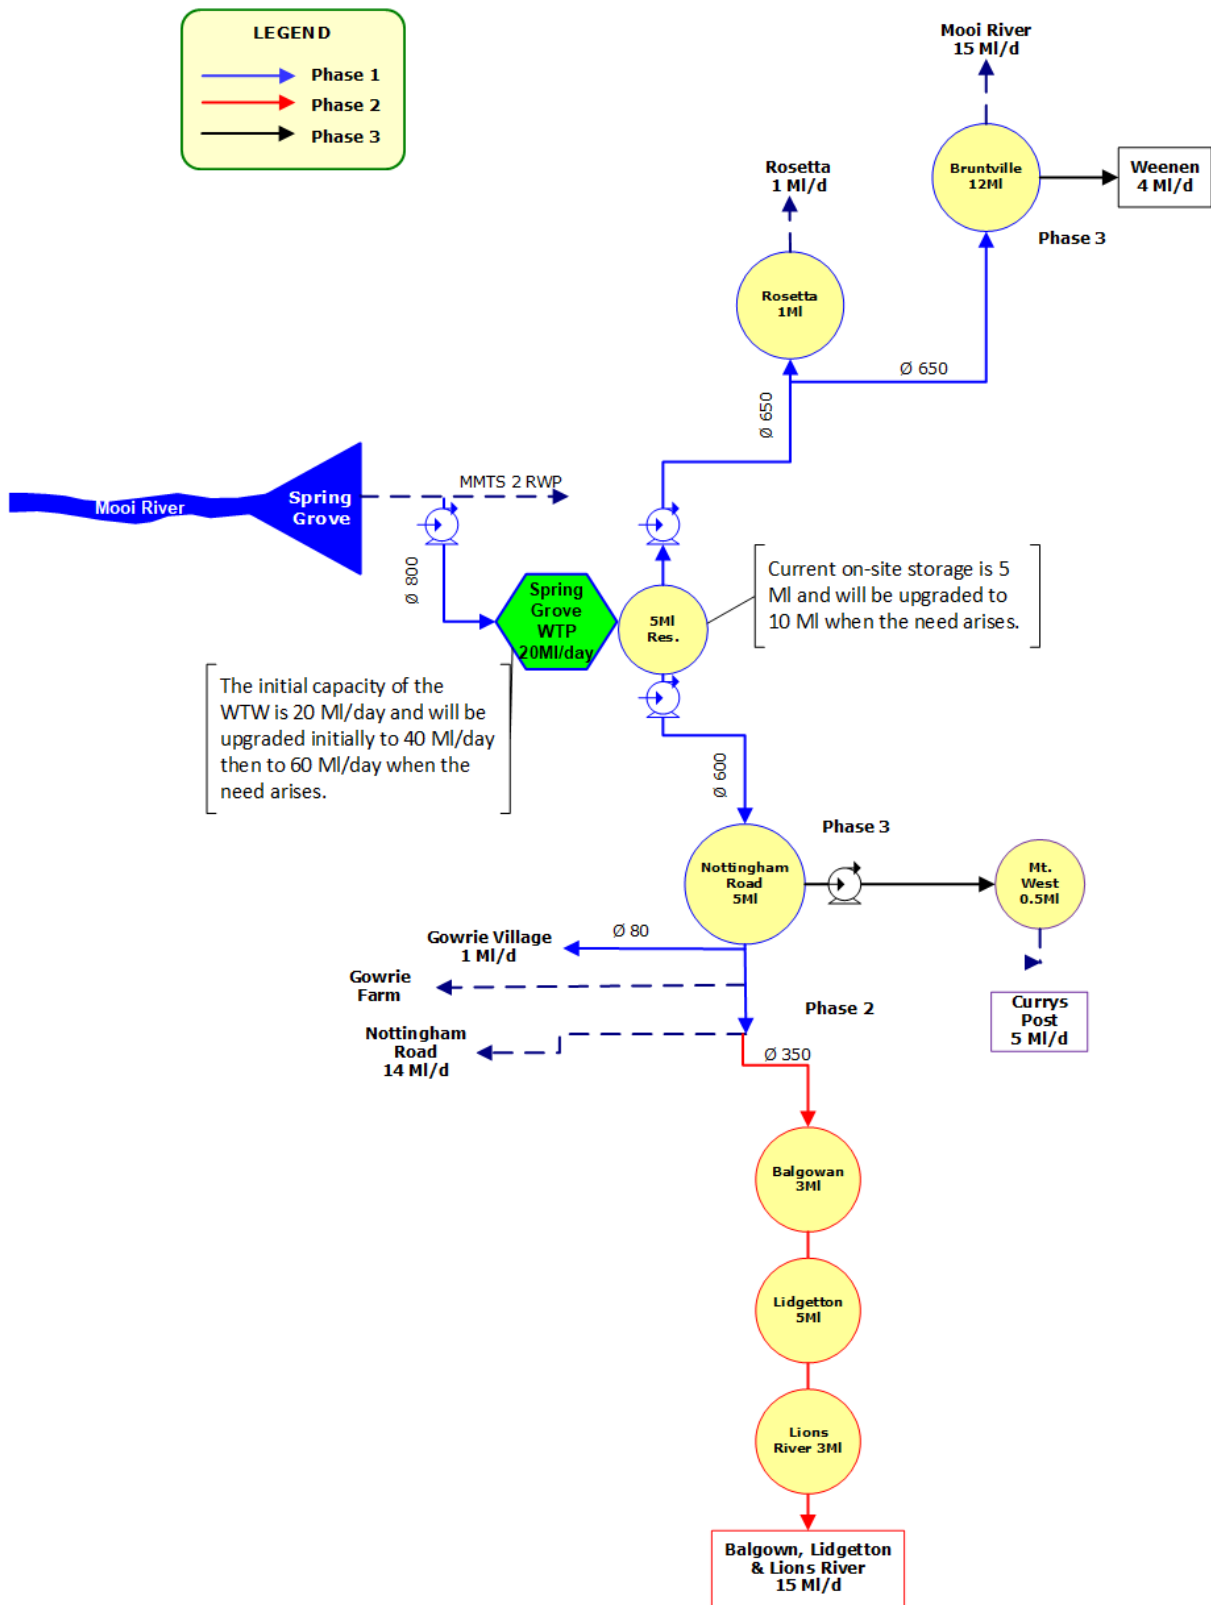 LEGEND
Phase 1
Phase 2
Phase 3
Mooi River
15 Ml/d
Rosetta
1 Ml/d
Bruntville
12Ml
Weenen
4 Ml/d
Phase 3
Rosetta
1Ml
Ø 650
Ø 650
MMTS 2 RWP
Mooi River
Spring
Grove
Ø 800
Spring
Grove
WTP
20Ml/day
5Ml
Res.
Current on-site storage is 5
Ml and will be upgraded to
10 Ml when the need arises.
The initial capacity of the
WTW is 20 Ml/day and will be
upgraded initially to 40 Ml/day
then to 60 Ml/day when the
need arises.
Ø 600
Phase 3
Nottingham
Road
5Ml
Mt.
West
0.5Ml
Gowrie Village
1 Ml/d
Ø 80
Gowrie
Farm
Phase 2
Currys
Post
5 Ml/d
Nottingham
Road
14 Ml/d
Ø 350
Balgowan
3Ml
Lidgetton
5Ml
Lions
River 3Ml
Balgown, Lidgetton
& Lions River
15 Ml/d